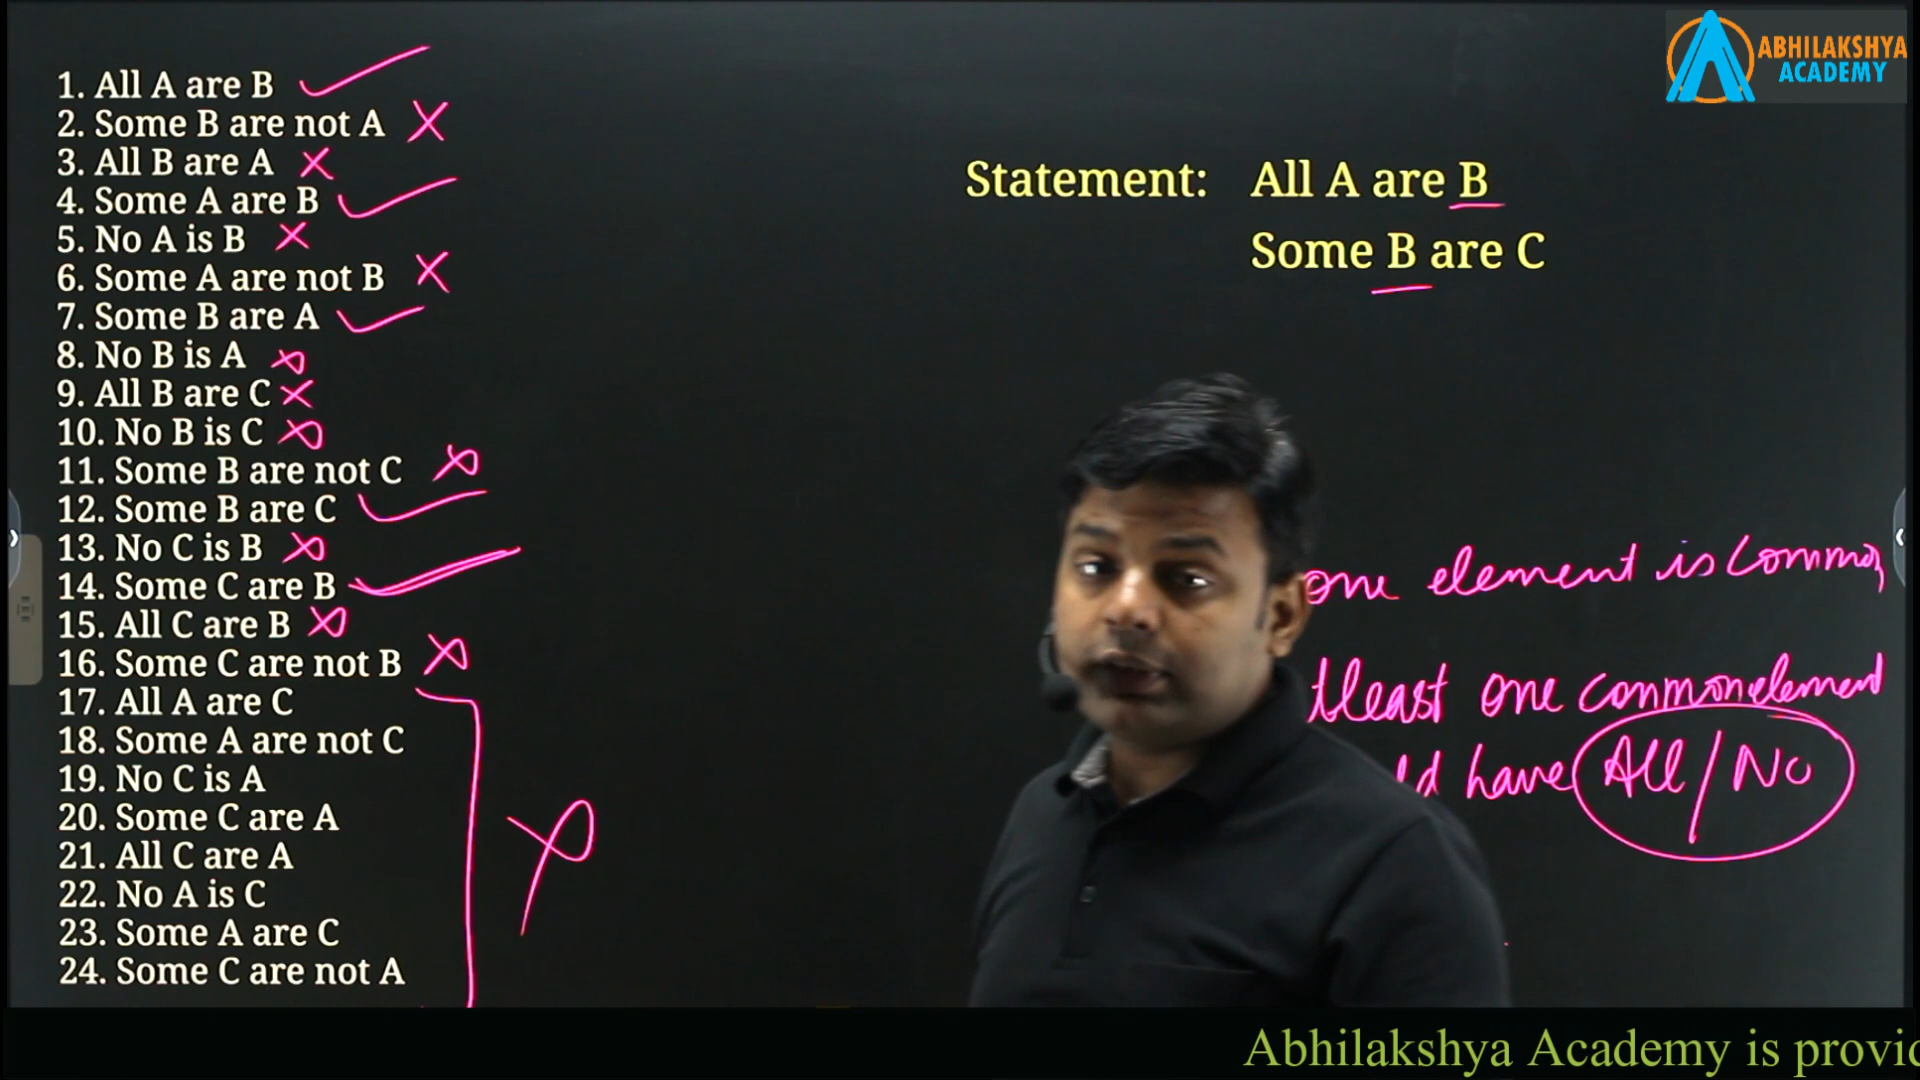 1. All A are B
2. Some B are not A
3. All B are A
4. Some A are B
5. No A is B
6. Some A are not B
7. Some B are A
8. No B is A
9. All B are C
10. No B is C
11. Some B are not C
12. Some B are C
13. No C is B
14. Some C are B
15. All C are B
16. Some C are not B
17. All A are C
18. Some A are not C
19. No C is A
20. Some C are A
21. All C are A
22. No A is C
23. Some A are C
24. Some C are not A
ABHILAKSHYA
ACADEMY
Statement: All A are B
Some B are C
one element is common
tleast one common element
ld have All/No
Abhilakshya Academy is provi